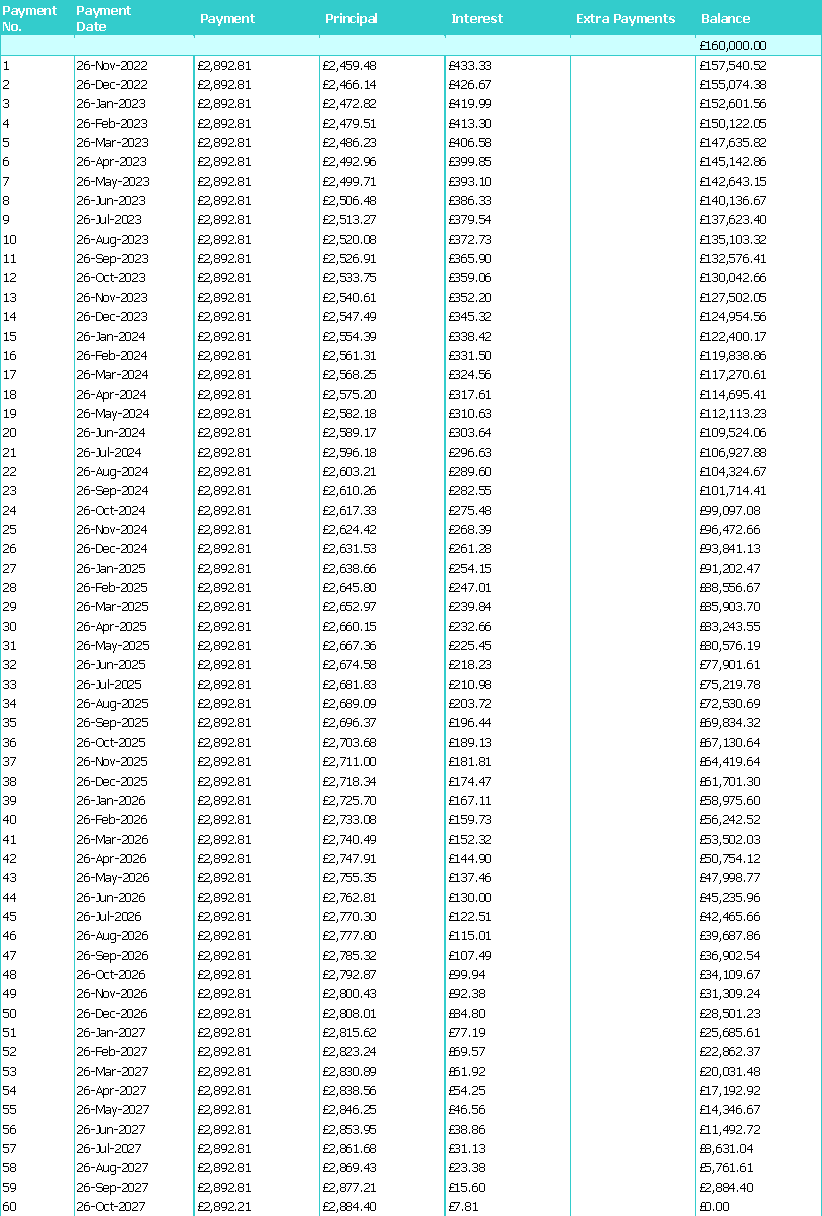 Payment No. Payment Date Payment Principal Interest Extra Payments Balance
£160,000.00
1 26-Nov-2022 £2,892.81 £2,459.48 £433.33 £157,540.52
2 26-Dec-2022 £2,892.81 £2,466.14 £426.67 £155,074.38
3 26-Jan-2023 £2,892.81 £2,472.82 £419.99 £152,601.56
4 26-Feb-2023 £2,892.81 £2,479.51 £413.30 £150,122.05
5 26-Mar-2023 £2,892.81 £2,486.23 £406.58 £147,635.82
6 26-Apr-2023 £2,892.81 £2,492.96 £399.85 £145,142.86
7 26-May-2023 £2,892.81 £2,499.71 £393.10 £142,643.15
8 26-Jun-2023 £2,892.81 £2,506.48 £386.33 £140,136.67
9 26-Jul-2023 £2,892.81 £2,513.27 £379.54 £137,623.40
10 26-Aug-2023 £2,892.81 £2,520.08 £372.73 £135,103.32
11 26-Sep-2023 £2,892.81 £2,526.91 £365.90 £132,576.41
12 26-Oct-2023 £2,892.81 £2,533.75 £359.06 £130,042.66
13 26-Nov-2023 £2,892.81 £2,540.61 £352.20 £127,502.05
14 26-Dec-2023 £2,892.81 £2,547.49 £345.32 £124,954.56
15 26-Jan-2024 £2,892.81 £2,554.39 £338.42 £122,400.17
16 26-Feb-2024 £2,892.81 £2,561.31 £331.50 £119,838.86
17 26-Mar-2024 £2,892.81 £2,568.25 £324.56 £117,270.61
18 26-Apr-2024 £2,892.81 £2,575.20 £317.61 £114,695.41
19 26-May-2024 £2,892.81 £2,582.18 £310.63 £112,113.23
20 26-Jun-2024 £2,892.81 £2,589.17 £303.64 £109,524.06
21 26-Jul-2024 £2,892.81 £2,596.18 £296.63 £106,927.88
22 26-Aug-2024 £2,892.81 £2,603.21 £289.60 £104,324.67
23 26-Sep-2024 £2,892.81 £2,610.26 £282.55 £101,714.41
24 26-Oct-2024 £2,892.81 £2,617.33 £275.48 £99,097.08
25 26-Nov-2024 £2,892.81 £2,624.42 £268.39 £96,472.66
26 26-Dec-2024 £2,892.81 £2,631.53 £261.28 £93,841.13
27 26-Jan-2025 £2,892.81 £2,638.66 £254.15 £91,202.47
28 26-Feb-2025 £2,892.81 £2,645.80 £247.01 £88,556.67
29 26-Mar-2025 £2,892.81 £2,652.97 £239.84 £85,903.70
30 26-Apr-2025 £2,892.81 £2,660.15 £232.66 £83,243.55
31 26-May-2025 £2,892.81 £2,667.36 £225.45 £80,576.19
32 26-Jun-2025 £2,892.81 £2,674.58 £218.23 £77,901.61
33 26-Jul-2025 £2,892.81 £2,681.83 £210.98 £75,219.78
34 26-Aug-2025 £2,892.81 £2,689.09 £203.72 £72,530.69
35 26-Sep-2025 £2,892.81 £2,696.37 £196.44 £69,834.32
36 26-Oct-2025 £2,892.81 £2,703.68 £189.13 £67,130.64
37 26-Nov-2025 £2,892.81 £2,711.00 £181.81 £64,419.64
38 26-Dec-2025 £2,892.81 £2,718.34 £174.47 £61,701.30
39 26-Jan-2026 £2,892.81 £2,725.70 £167.11 £58,975.60
40 26-Feb-2026 £2,892.81 £2,733.08 £159.73 £56,242.52
41 26-Mar-2026 £2,892.81 £2,740.49 £152.32 £53,502.03
42 26-Apr-2026 £2,892.81 £2,747.91 £144.90 £50,754.12
43 26-May-2026 £2,892.81 £2,755.35 £137.46 £47,998.77
44 26-Jun-2026 £2,892.81 £2,762.81 £130.00 £45,235.96
45 26-Jul-2026 £2,892.81 £2,770.30 £122.51 £42,465.66
46 26-Aug-2026 £2,892.81 £2,777.80 £115.01 £39,687.86
47 26-Sep-2026 £2,892.81 £2,785.32 £107.49 £36,902.54
48 26-Oct-2026 £2,892.81 £2,792.87 £99.94 £34,109.67
49 26-Nov-2026 £2,892.81 £2,800.43 £92.38 £31,309.24
50 26-Dec-2026 £2,892.81 £2,808.01 £84.80 £28,501.23
51 26-Jan-2027 £2,892.81 £2,815.62 £77.19 £25,685.61
52 26-Feb-2027 £2,892.81 £2,823.24 £69.57 £22,862.37
53 26-Mar-2027 £2,892.81 £2,830.89 £61.92 £20,031.48
54 26-Apr-2027 £2,892.81 £2,838.56 £54.25 £17,192.92
55 26-May-2027 £2,892.81 £2,846.25 £46.56 £14,346.67
56 26-Jun-2027 £2,892.81 £2,853.95 £38.86 £11,492.72
57 26-Jul-2027 £2,892.81 £2,861.68 £31.13 £8,631.04
58 26-Aug-2027 £2,892.81 £2,869.43 £23.38 £5,761.61
59 26-Sep-2027 £2,892.81 £2,877.21 £15.60 £2,884.40
60 26-Oct-2027 £2,892.21 £2,884.40 £7.81 £0.00